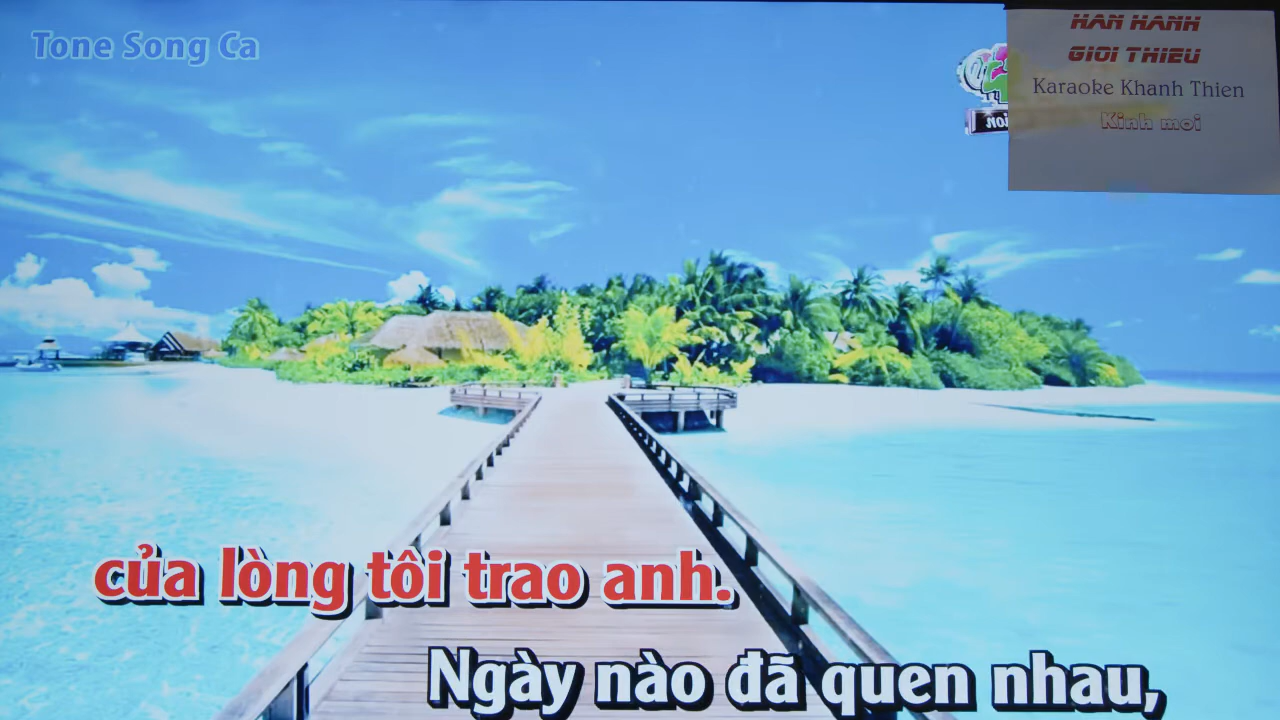 Tone Song Ca
HAN HANH
GIOI THIEU
Karaoke Khanh Thien
Kinh moi
của lòng tôi trao anh.
Ngày nào đã quen nhau,